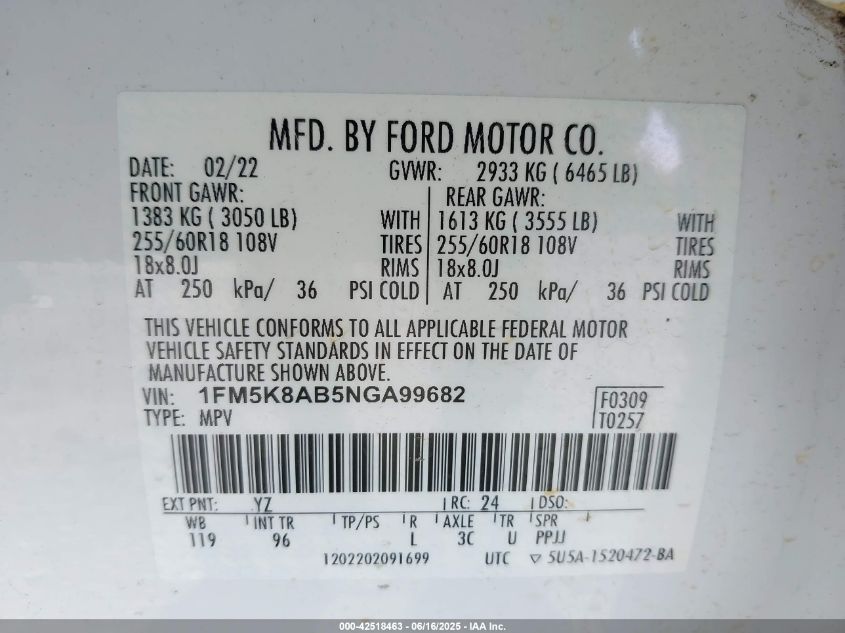 MFD. BY FORD MOTOR CO.
DATE: 02/22 GVWR: 2933 KG ( 6465 LB)
FRONT GAWR: REAR GAWR:
1383 KG ( 3050 LB) WITH 1613 KG ( 3555 LB) WITH
255/60R18 108V TIRES 255/60R18 108V TIRES
18x8.0J RIMS 18x8.0J RIMS
AT 250 kPa/ 36 PSI COLD AT 250 kPa/ 36 PSI COLD
THIS VEHICLE CONFORMS TO ALL APPLICABLE FEDERAL MOTOR
VEHICLE SAFETY STANDARDS IN EFFECT ON THE DATE OF
MANUFACTURE SHOWN ABOVE.
VIN: 1FM5K8AB5NGA99682 F0309
TYPE: MPV T0257
EXT PNT: YZ RC: 24 DSO:
WB INT TR TP/PS R AXLE TR SPR
119 96 L 3C U PPJJ
1202202091699 UTC ▽ 5U5A-1520472-BA
000-42518463 - 06/16/2025 - IAA Inc.